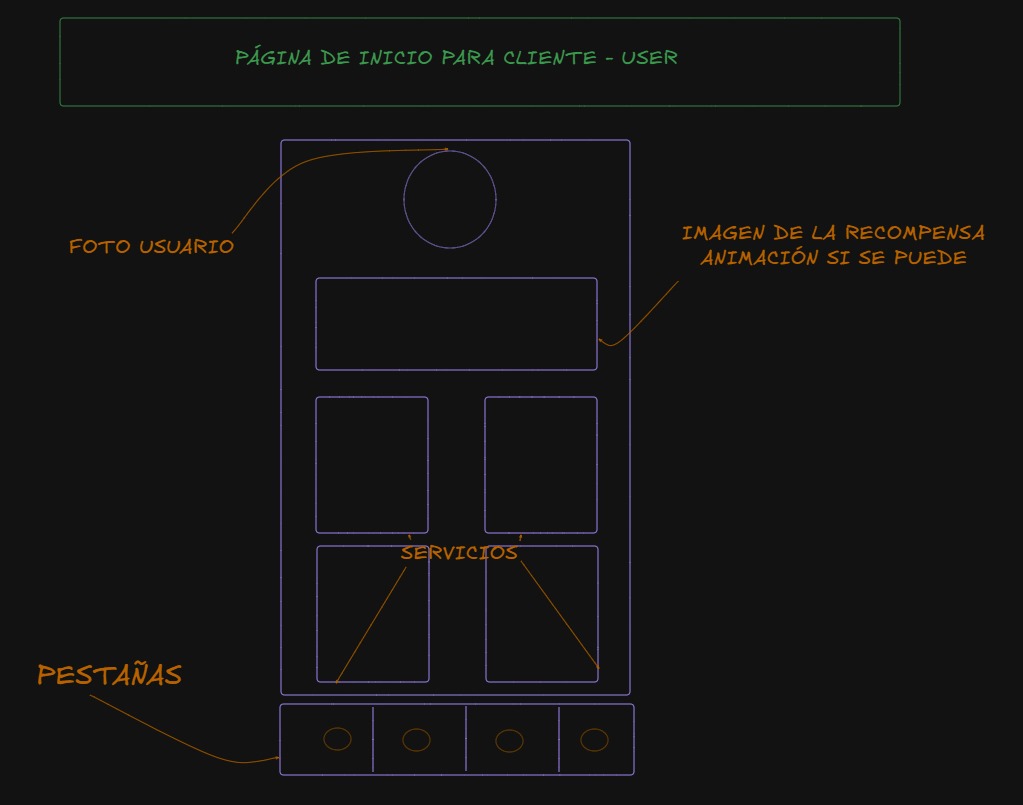 PÁGINA DE INICIO PARA CLIENTE - USER
FOTO USUARIO
IMAGEN DE LA RECOMPENSA
ANIMACIÓN SI SE PUEDE
SERVICIOS
PESTAÑAS